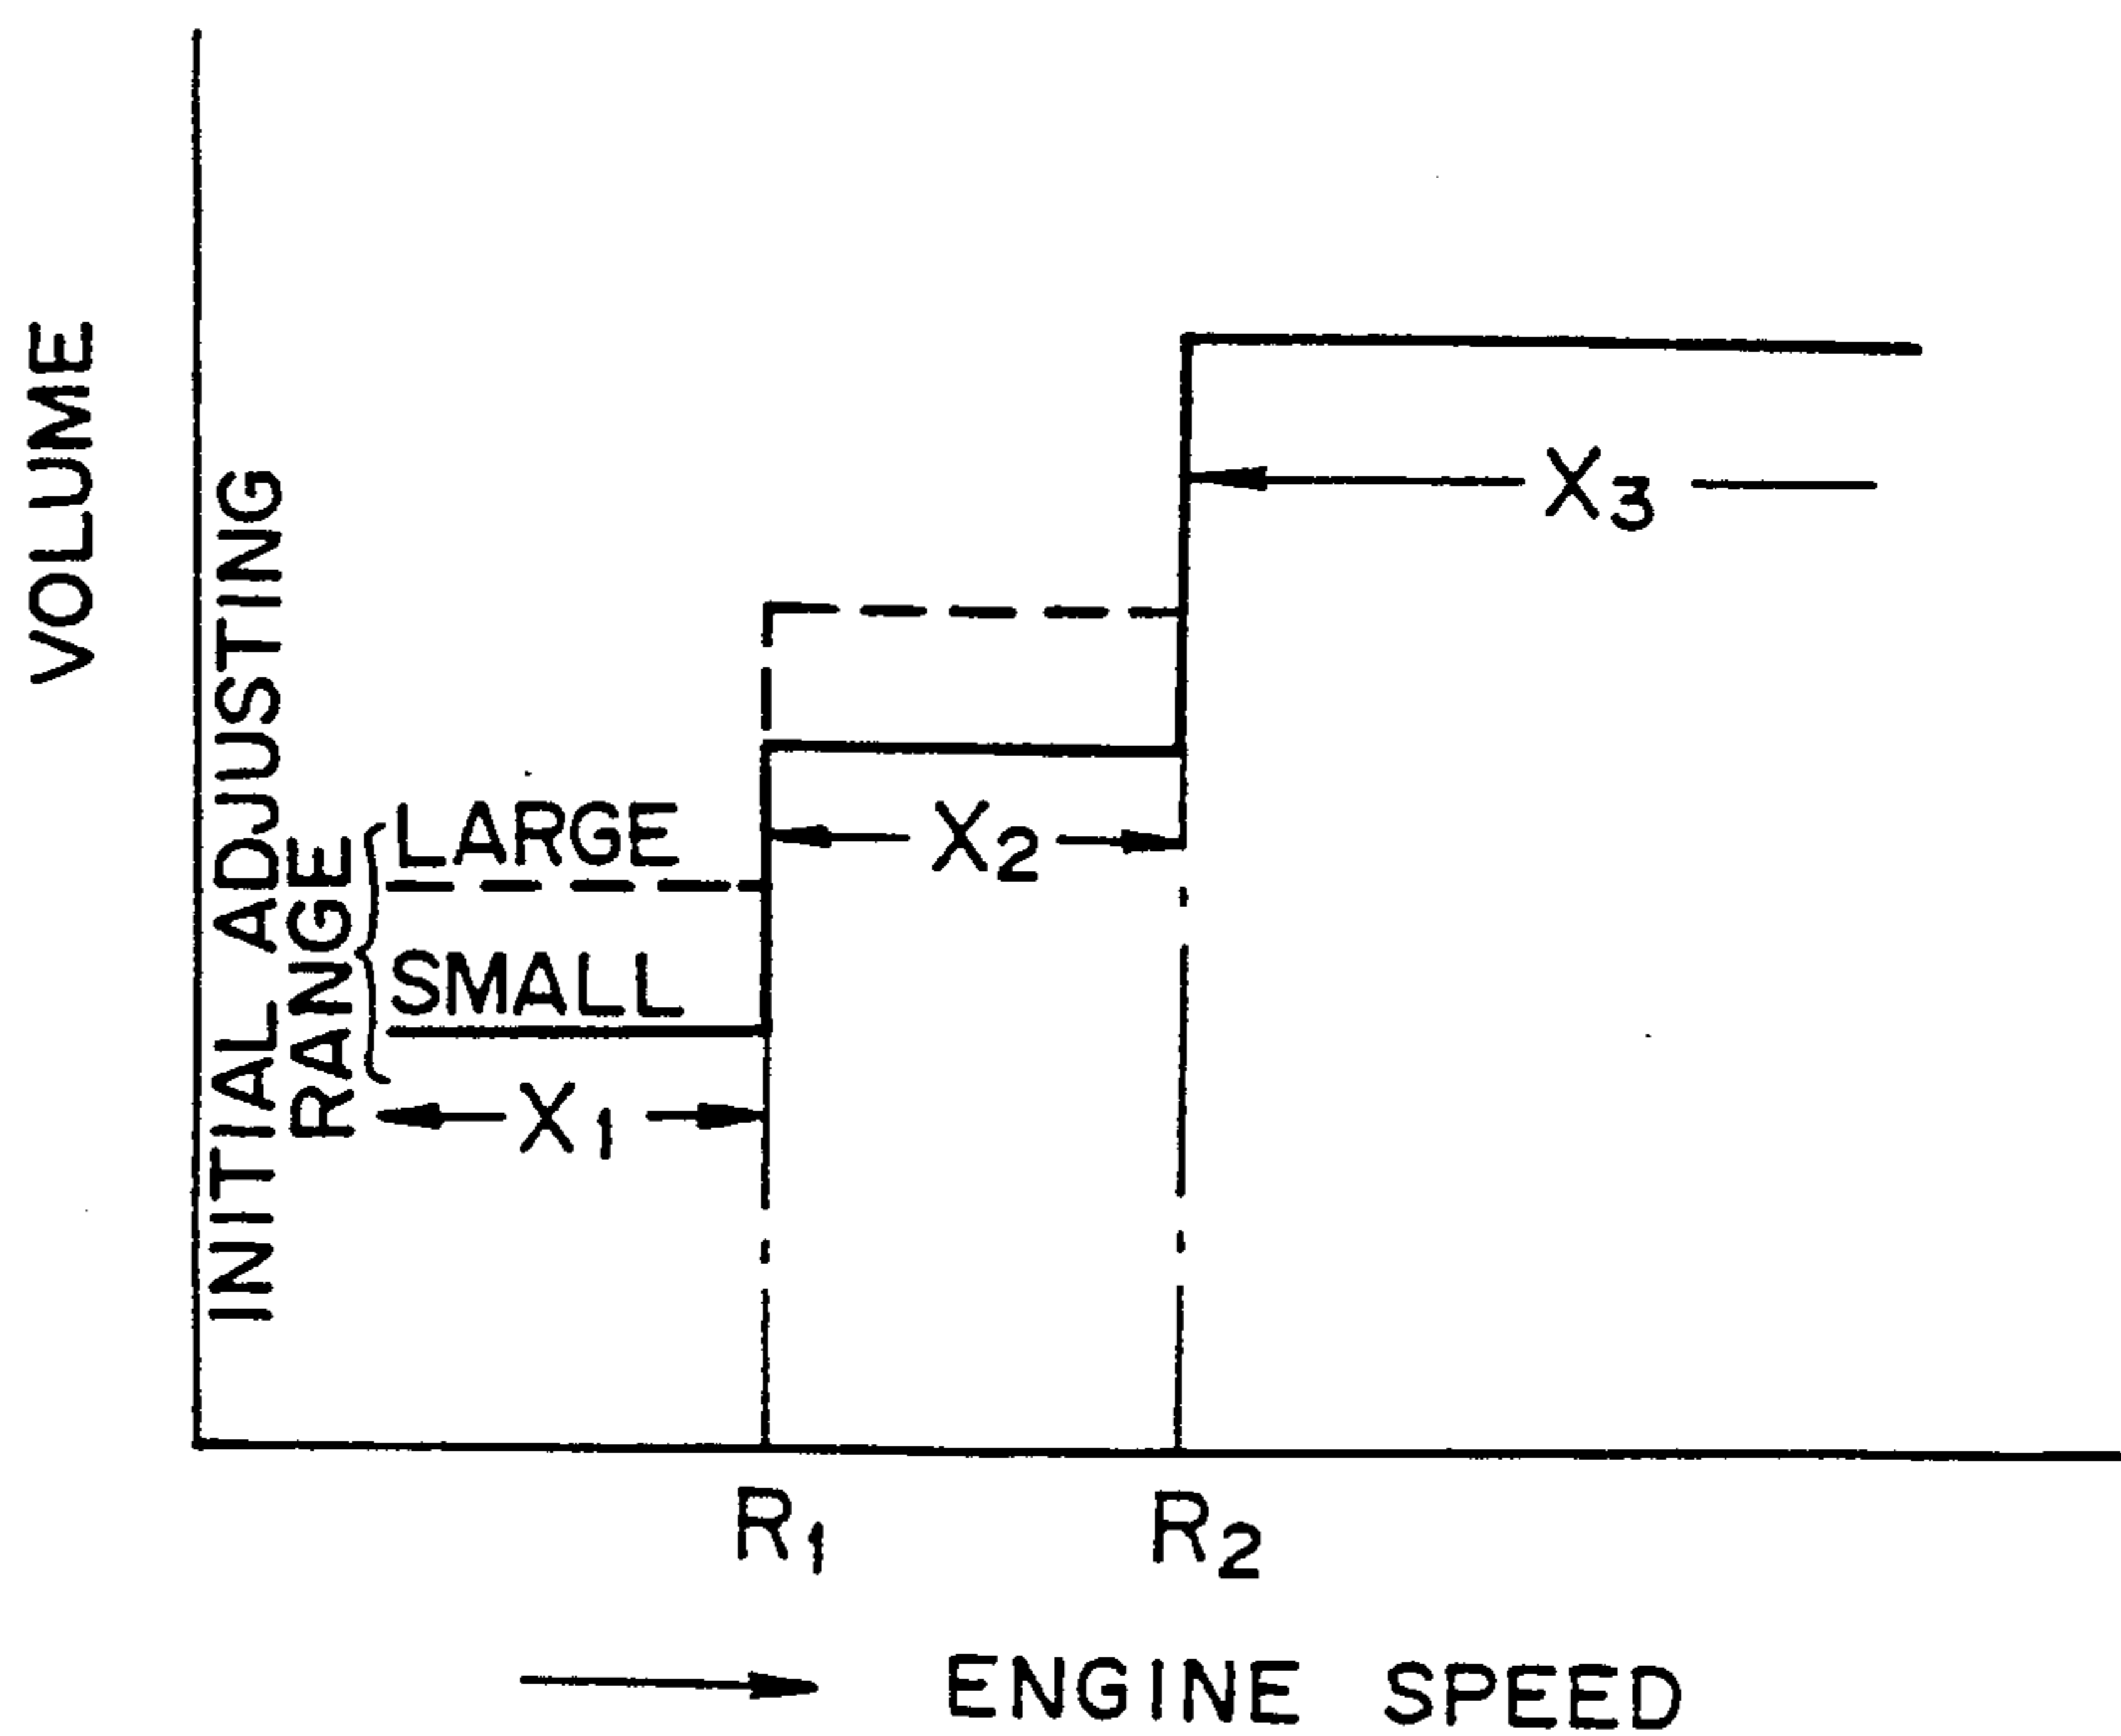 VOLUME
INITIAL ADJUSTING
RANGE
LARGE
SMALL
X1
X2
X3
R1
R2
ENGINE SPEED